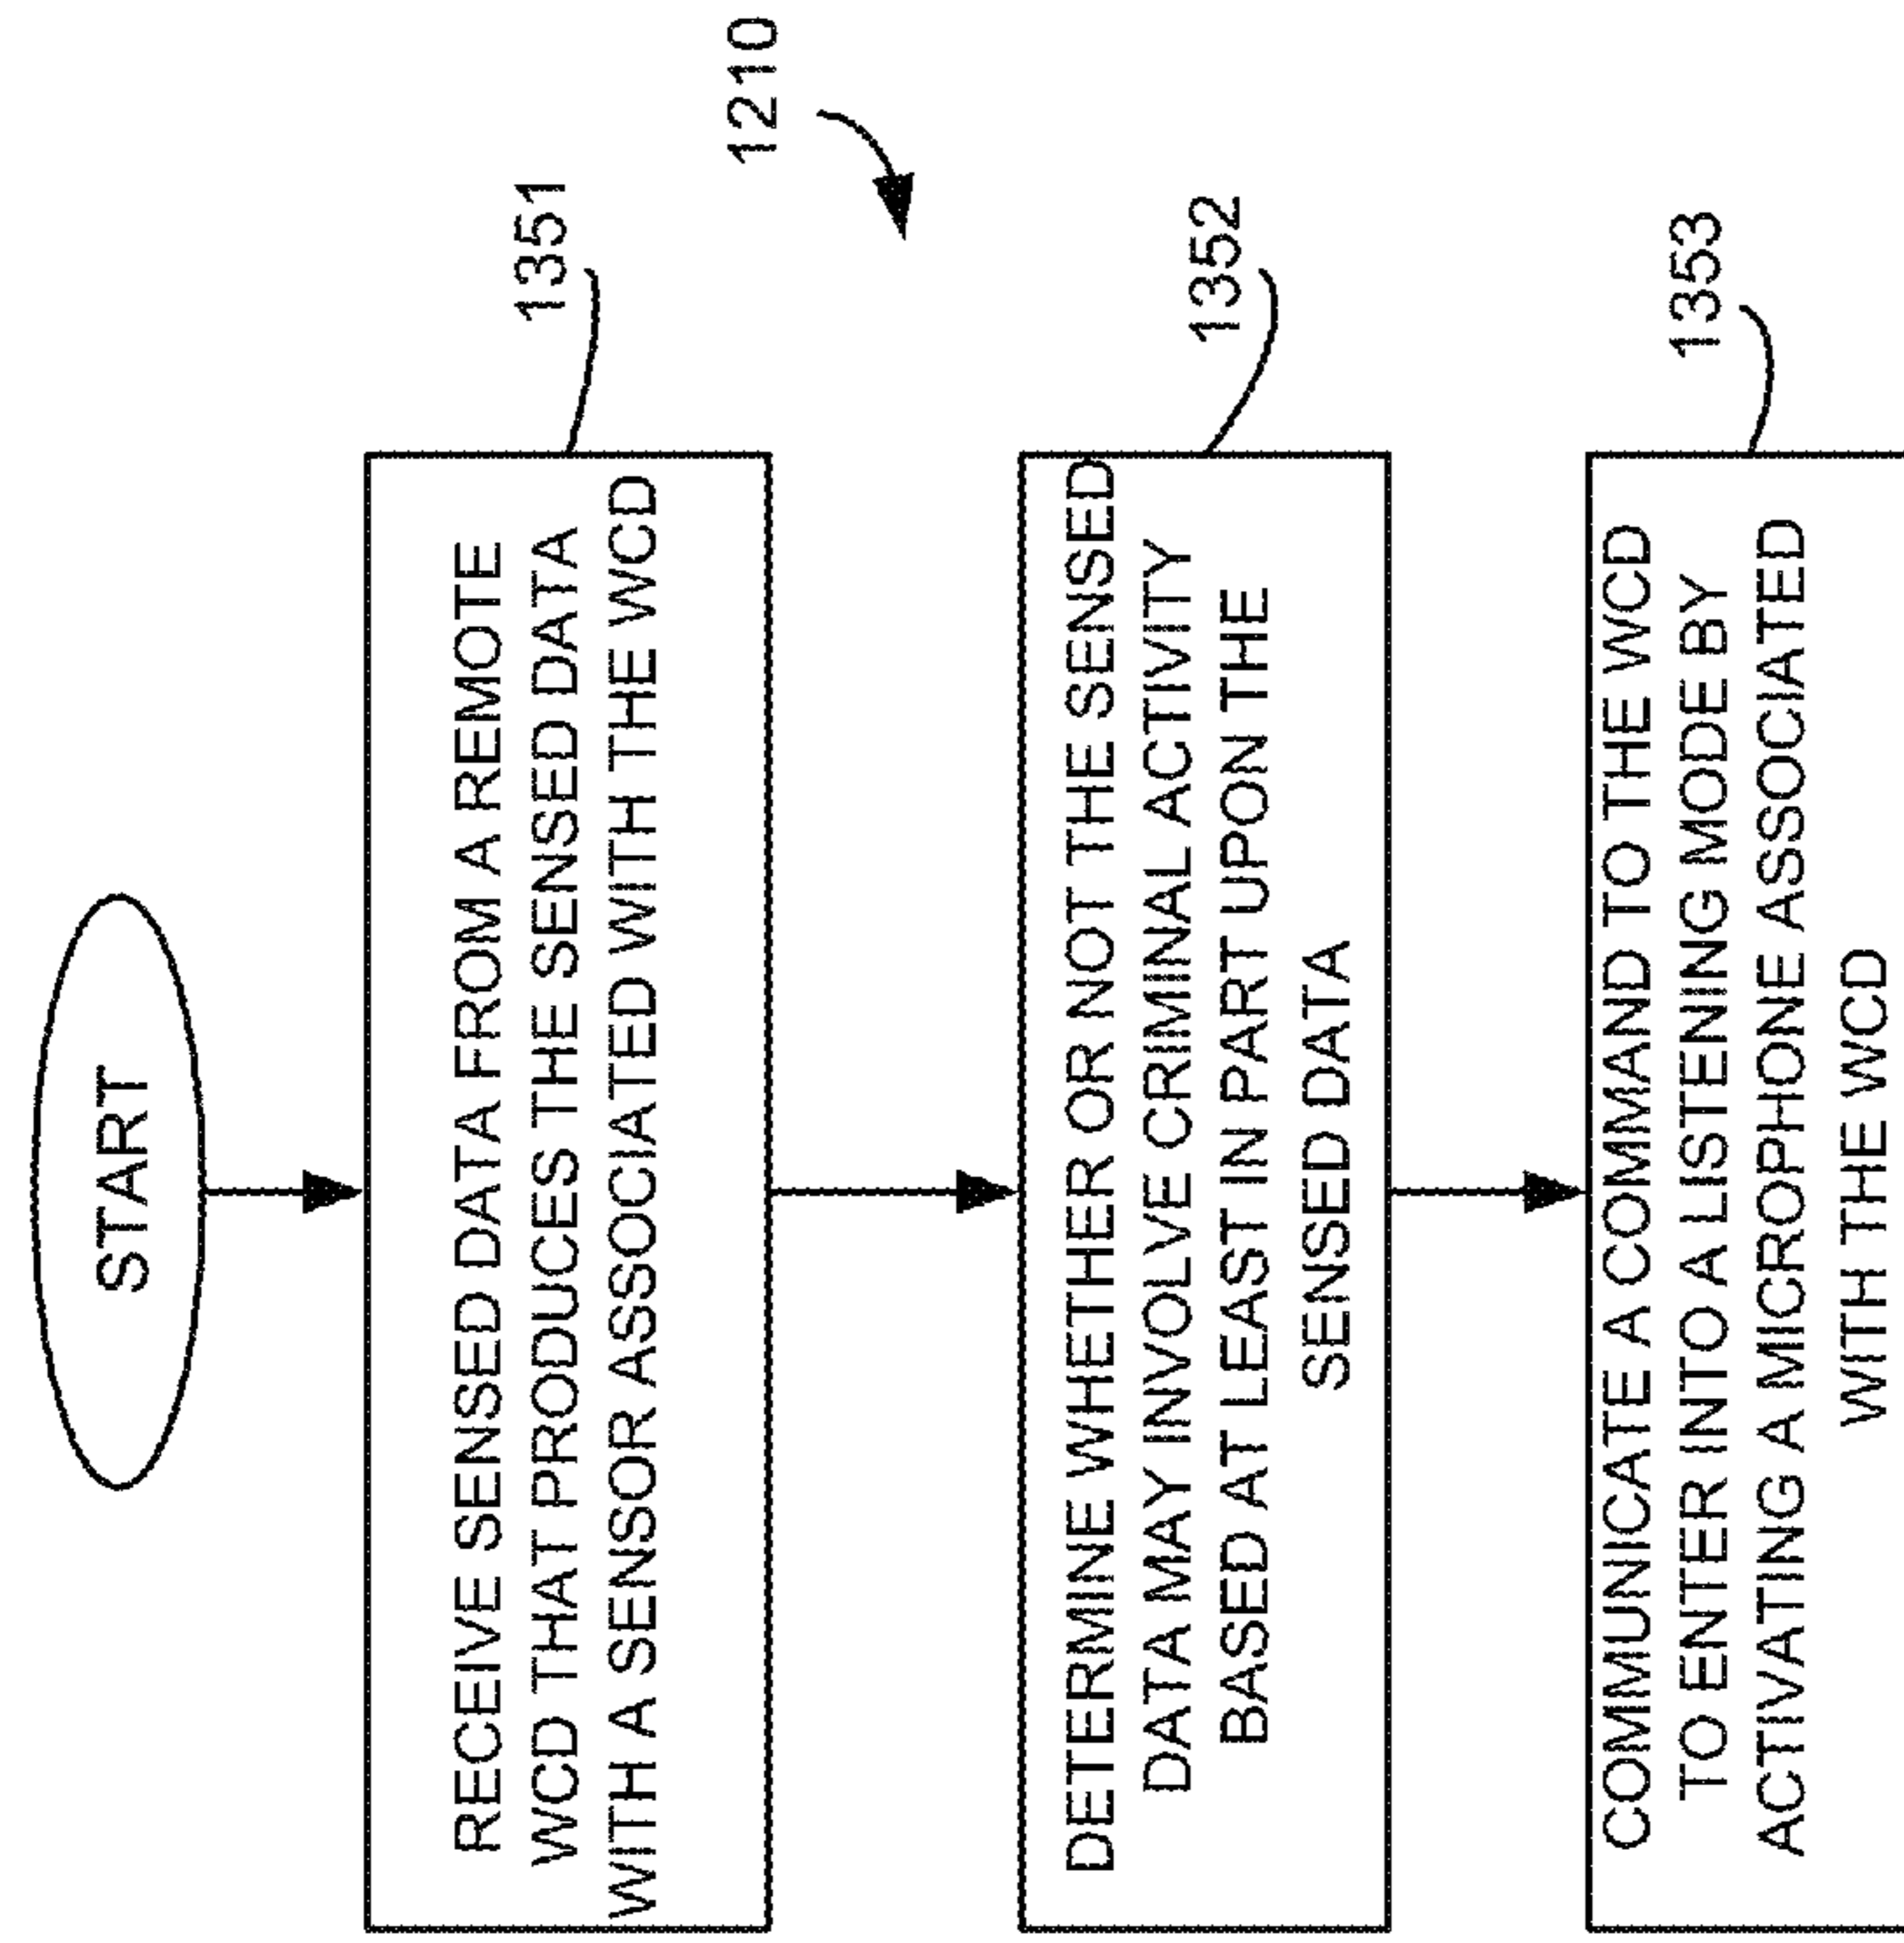 START
RECEIVE SENSED DATA FROM A REMOTE
WCD THAT PRODUCES THE SENSED DATA
WITH A SENSOR ASSOCIATED WITH THE WCD
1351
1210
DETERMINE WHETHER OR NOT THE SENSED
DATA MAY INVOLVE CRIMINAL ACTIVITY
BASED AT LEAST IN PART UPON THE
SENSED DATA
1352
COMMUNICATE A COMMAND TO THE WCD
TO ENTER INTO A LISTENING MODE BY
ACTIVATING A MICROPHONE ASSOCIATED
WITH THE WCD
1353